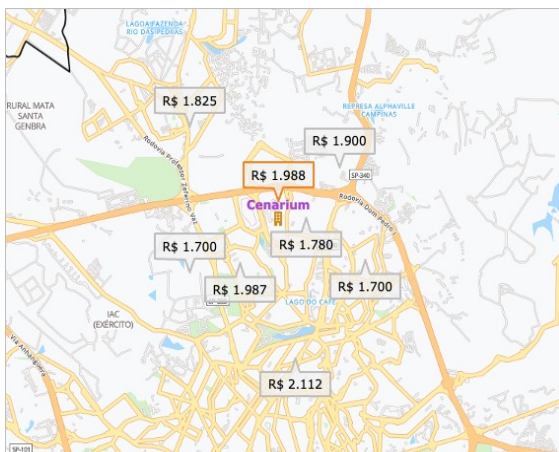 LAGOA FAZENDA
RIO DAS PEDRAS
R$ 1.825
RURAL MATA
SANTA
GENBRA
REPRESA ALPHAVILLE
CAMPINAS
R$ 1.900
Rodovia Professor Zeferino Vaz
R$ 1.988
SP-340
Rodovia Dom Pedro I
Cenarium
R$ 1.700
R$ 1.780
R$ 1.987
R$ 1.700
LAGO DO CAFÉ
IAC
(EXÉRCITO)
Via Anhanguera
R$ 2.112
SP-101